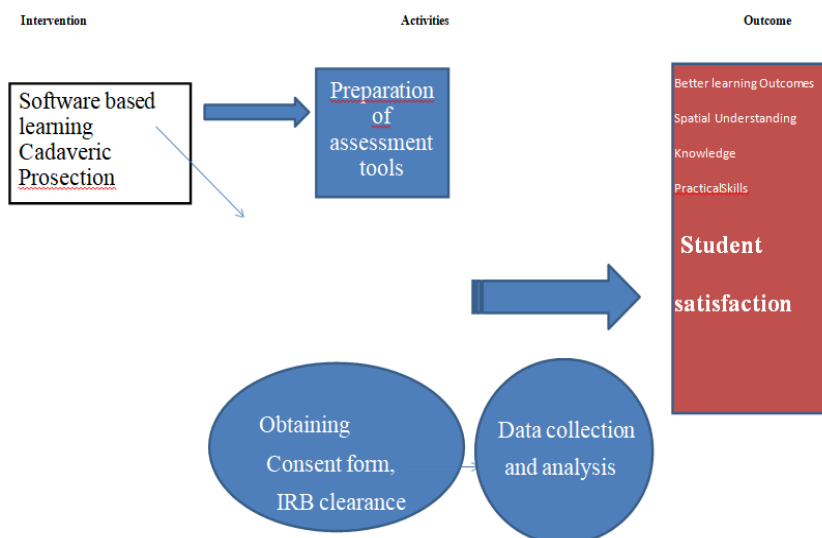 Intervention
Activities
Outcome
Software based
learning
Cadaveric
Prosection
Preparation
of
assessment
tools
Better learning Outcomes
Spatial Understanding
Knowledge
PracticalSkills
Student
satisfaction
Obtaining
Consent form,
IRB clearance
Data collection
and analysis